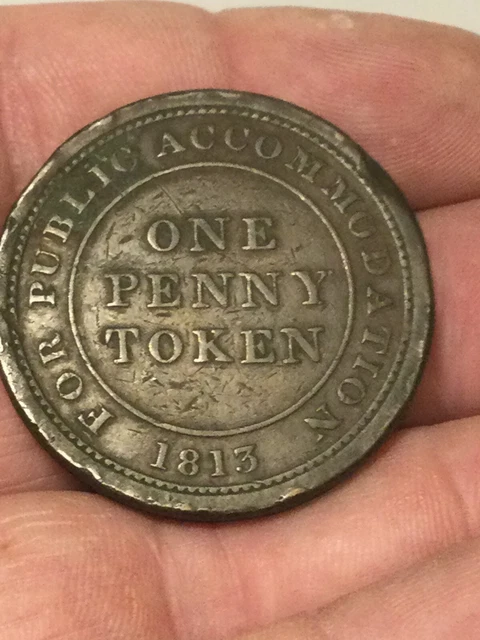 FOR PUBLIC ACCOMMODATION
ONE
PENNY
TOKEN
1813